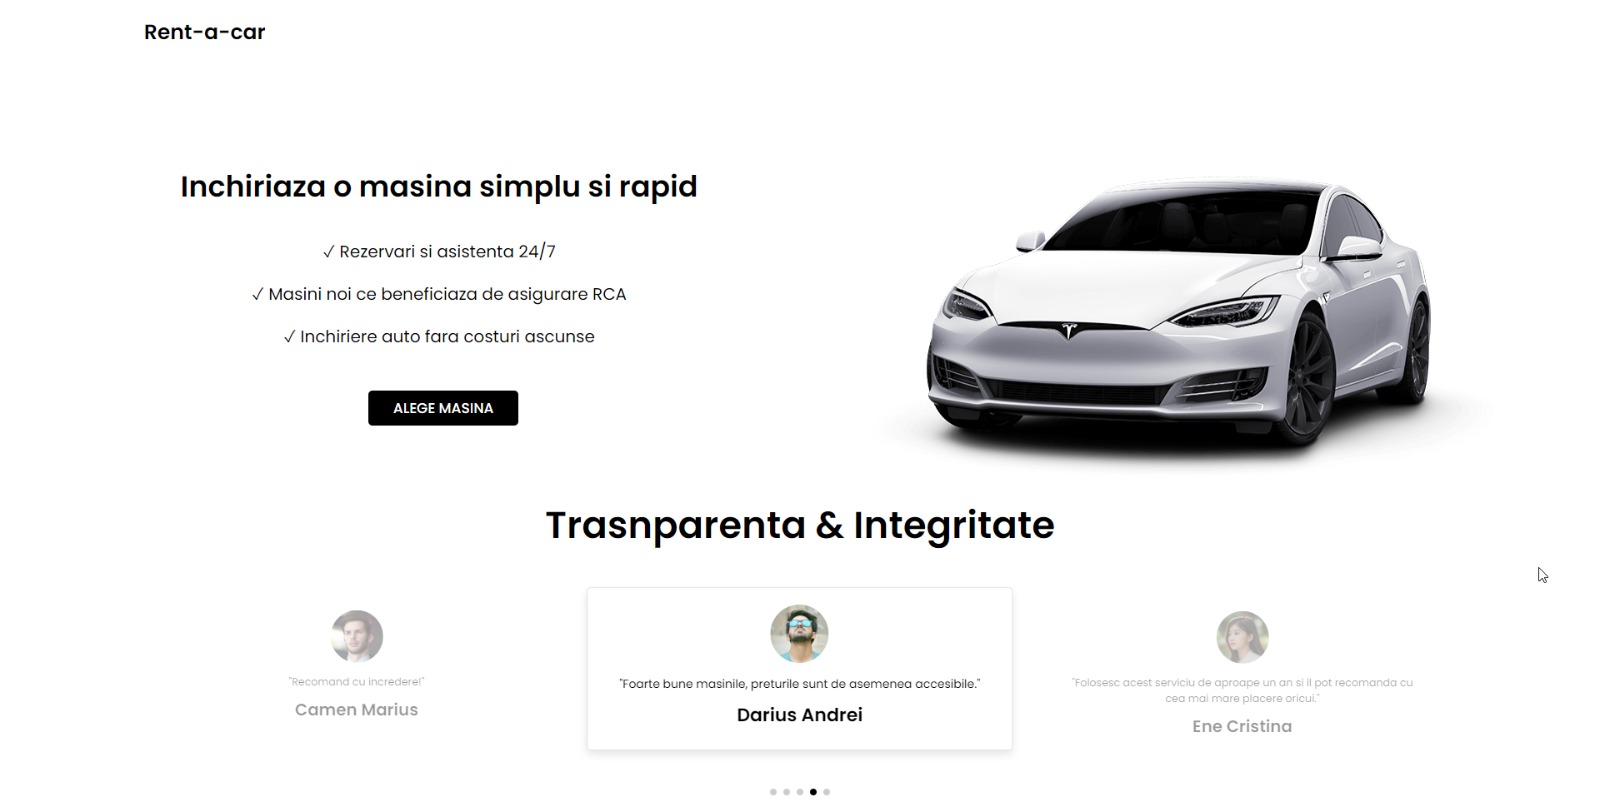 Rent-a-car
Inchiriaza o masina simplu si rapid
✓ Rezervari si asistenta 24/7
✓ Masini noi ce beneficiaza de asigurare RCA
✓ Inchiriere auto fara costuri ascunse
ALEGE MASINA
Trasnparenta & Integritate
"Recomand cu incredere!"
Camen Marius
"Foarte bune masinile, preturile sunt de asemenea accesibile."
Darius Andrei
"Folosesc acest serviciu de aproape un an si il pot recomanda cu
cea mai mare placere oricui."
Ene Cristina